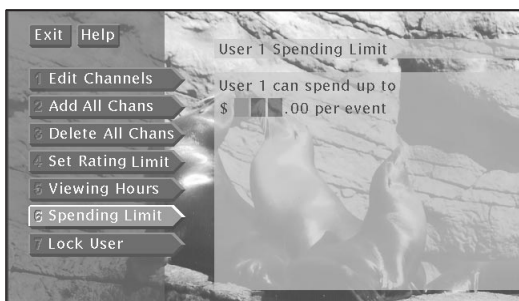 Exit Help
User 1 Spending Limit
1 Edit Channels
2 Add All Chans
3 Delete All Chans
4 Set Rating Limit
5 Viewing Hours
6 Spending Limit
7 Lock User
User 1 can spend up to
$ .00 per event